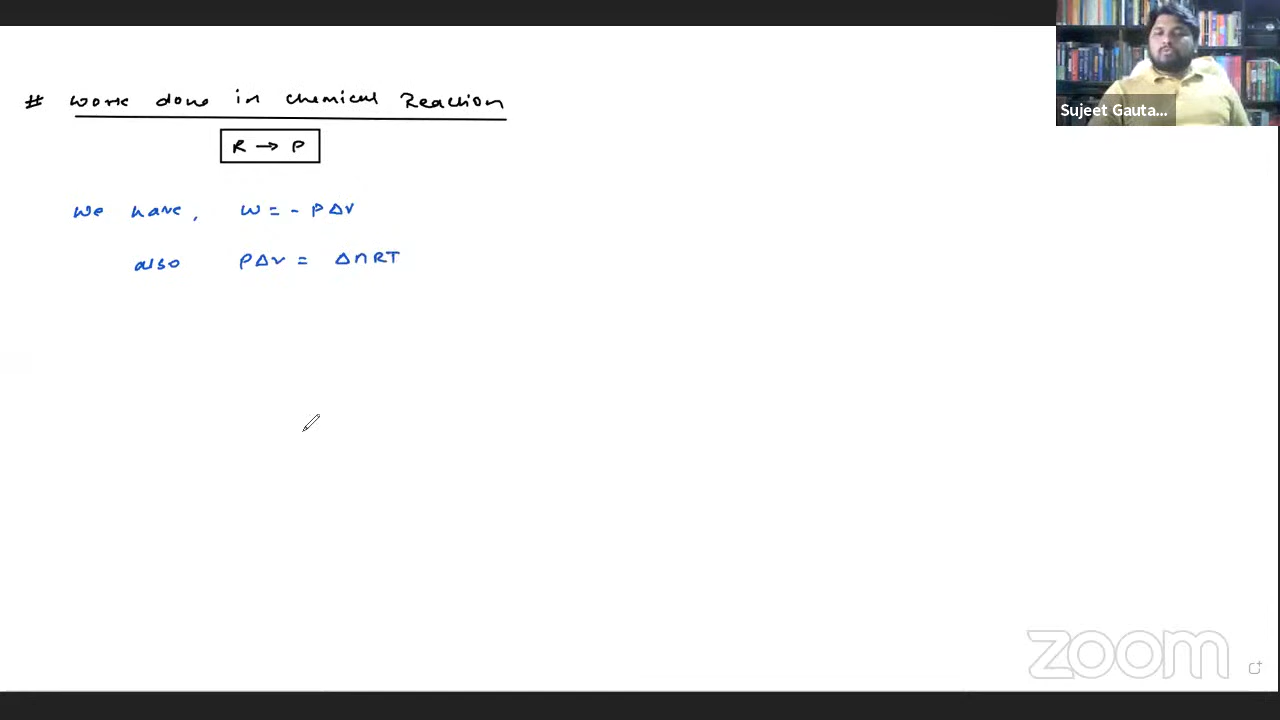 # Work done in chemical Reaction
R → P
We have, W = - PΔV
also PΔV = ΔnRT
Sujeet Gauta...
zoom